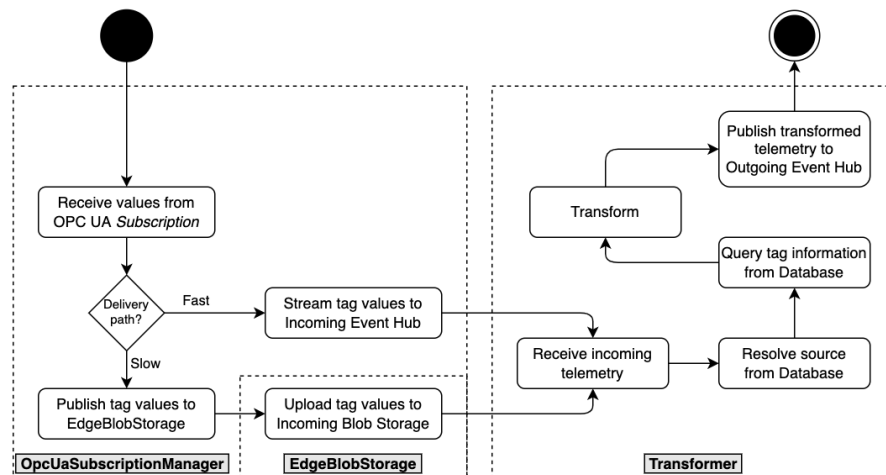 Receive values from
OPC UA Subscription
Delivery
path?
Fast
Slow
Stream tag values to
Incoming Event Hub
Publish tag values to
EdgeBlobStorage
Upload tag values to
Incoming Blob Storage
OpcUaSubscriptionManager
EdgeBlobStorage
Receive incoming
telemetry
Resolve source
from Database
Query tag information
from Database
Transform
Publish transformed
telemetry to
Outgoing Event Hub
Transformer